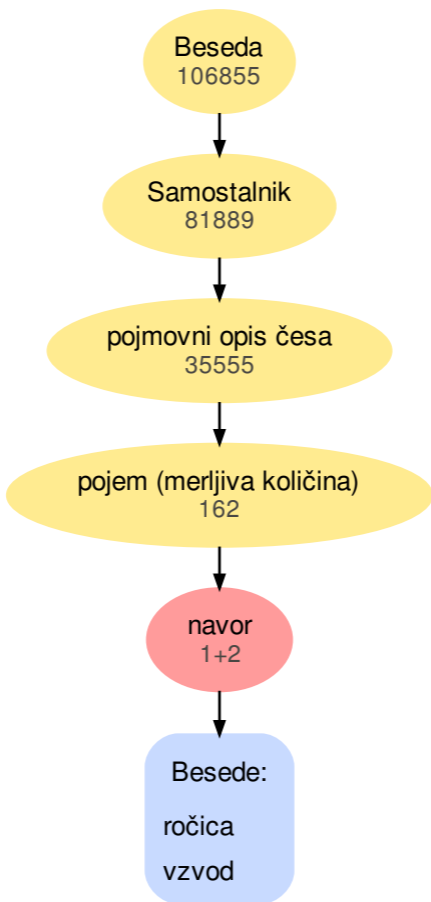 Beseda
106855
Samostalnik
81889
pojmovni opis česa
35555
pojem (merljiva količina)
162
navor
1+2
Besede:
ročica
vzvod